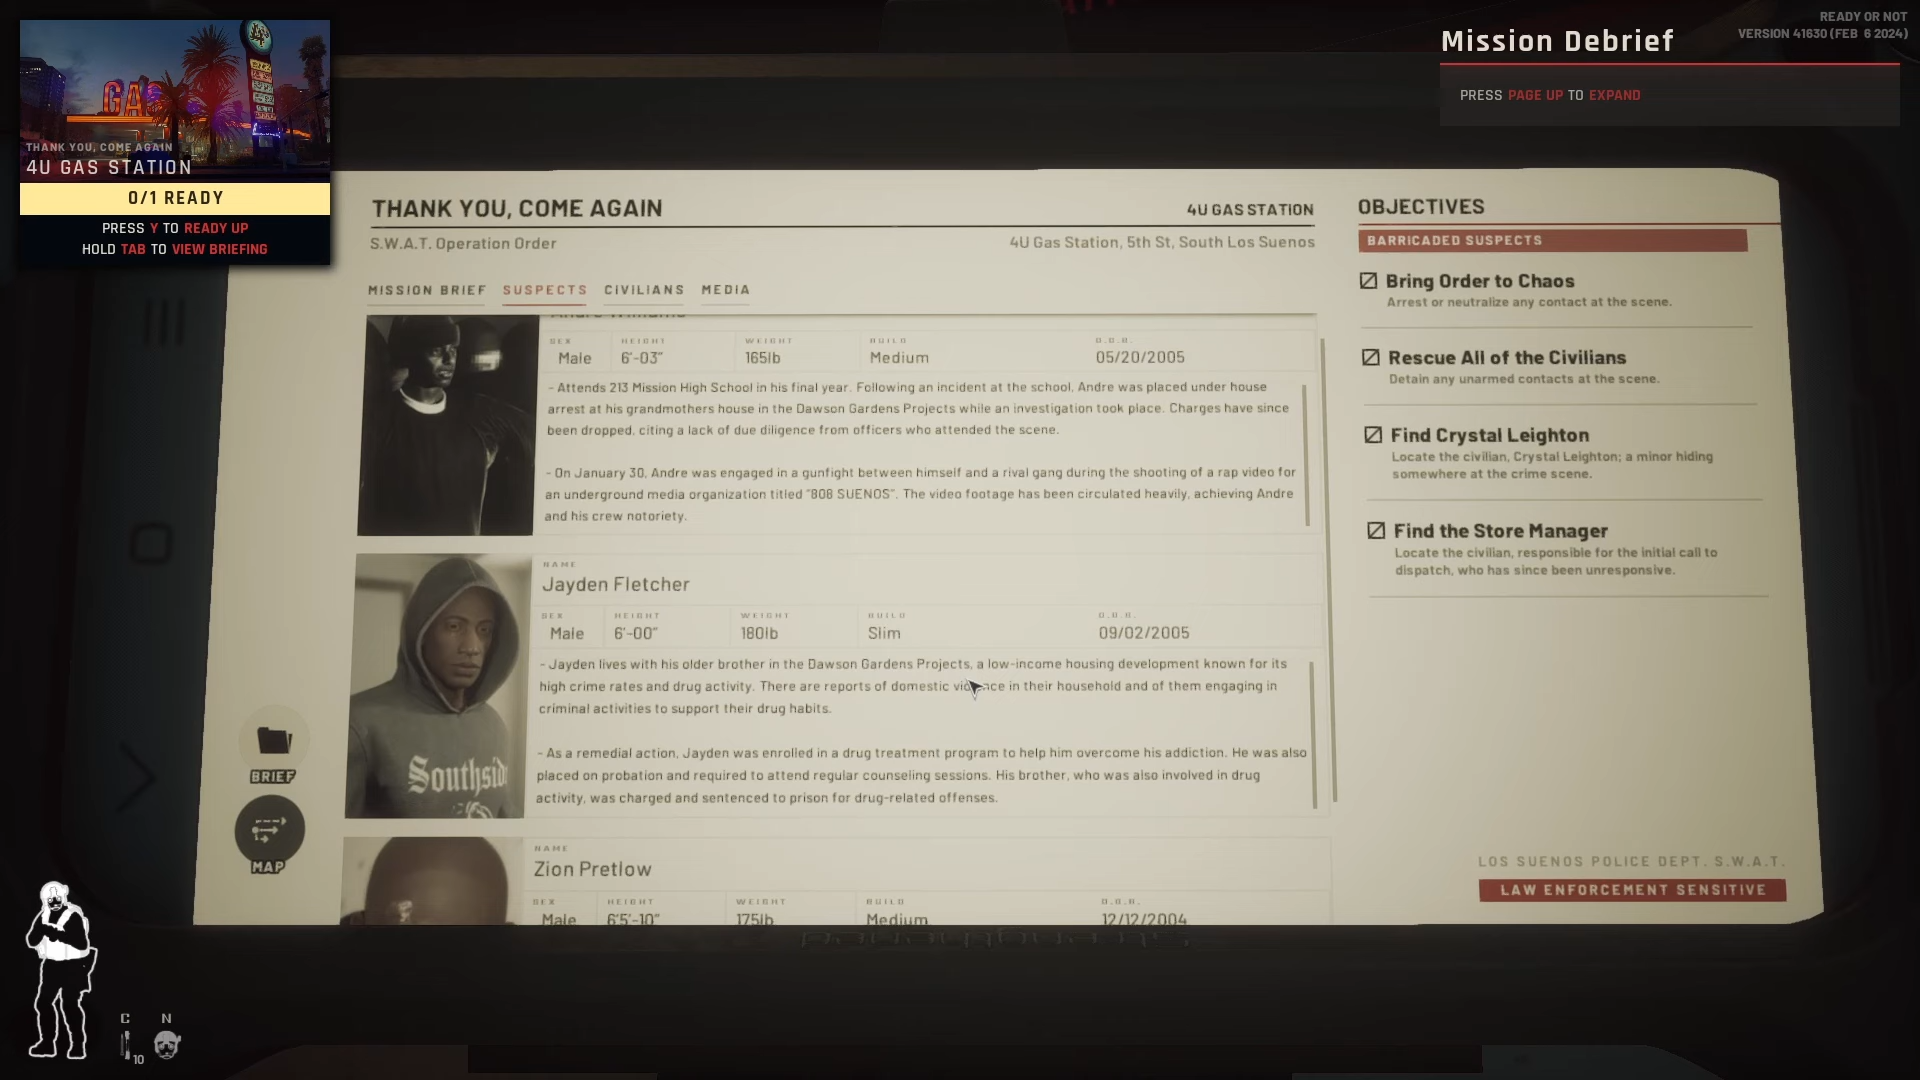 READY OR NOT
VERSION 41630 (FEB 6 2024)
Mission Debrief
PRESS PAGE UP TO EXPAND
THANK YOU, COME AGAIN
4U GAS STATION
0/1 READY
PRESS Y TO READY UP
HOLD TAB TO VIEW BRIEFING
THANK YOU, COME AGAIN
4U GAS STATION
S.W.A.T. Operation Order
4U Gas Station, 5th St, South Los Suenos
MISSION BRIEF SUSPECTS CIVILIANS MEDIA
SEX HEIGHT WEIGHT BUILD D.O.B.
Male 6'-03" 165lb Medium 05/20/2005
- Attends 213 Mission High School in his final year. Following an incident at the school, Andre was placed under house
arrest at his grandmothers house in the Dawson Gardens Projects while an investigation took place. Charges have since
been dropped, citing a lack of due diligence from officers who attended the scene.
- On January 30, Andre was engaged in a gunfight between himself and a rival gang during the shooting of a rap video for
an underground media organization titled "808 SUENOS". The video footage has been circulated heavily, achieving Andre
and his crew notoriety.
NAME
Jayden Fletcher
SEX HEIGHT WEIGHT BUILD D.O.B.
Male 6'-00" 180lb Slim 09/02/2005
- Jayden lives with his older brother in the Dawson Gardens Projects, a low-income housing development known for its
high crime rates and drug activity. There are reports of domestic violence in their household and of them engaging in
criminal activities to support their drug habits.
- As a remedial action, Jayden was enrolled in a drug treatment program to help him overcome his addiction. He was also
placed on probation and required to attend regular counseling sessions. His brother, who was also involved in drug
activity, was charged and sentenced to prison for drug-related offenses.
Southside
NAME
Zion Pretlow
SEX HEIGHT WEIGHT BUILD D.O.B.
Male 6'5'-10" 175lb Medium 12/12/2004
OBJECTIVES
BARRICADED SUSPECTS
Bring Order to Chaos
Arrest or neutralize any contact at the scene.
Rescue All of the Civilians
Detain any unarmed contacts at the scene.
Find Crystal Leighton
Locate the civilian, Crystal Leighton; a minor hiding
somewhere at the crime scene.
Find the Store Manager
Locate the civilian, responsible for the initial call to
dispatch, who has since been unresponsive.
LOS SUENOS POLICE DEPT. S.W.A.T.
LAW ENFORCEMENT SENSITIVE
BRIEF
MAP
C N
10